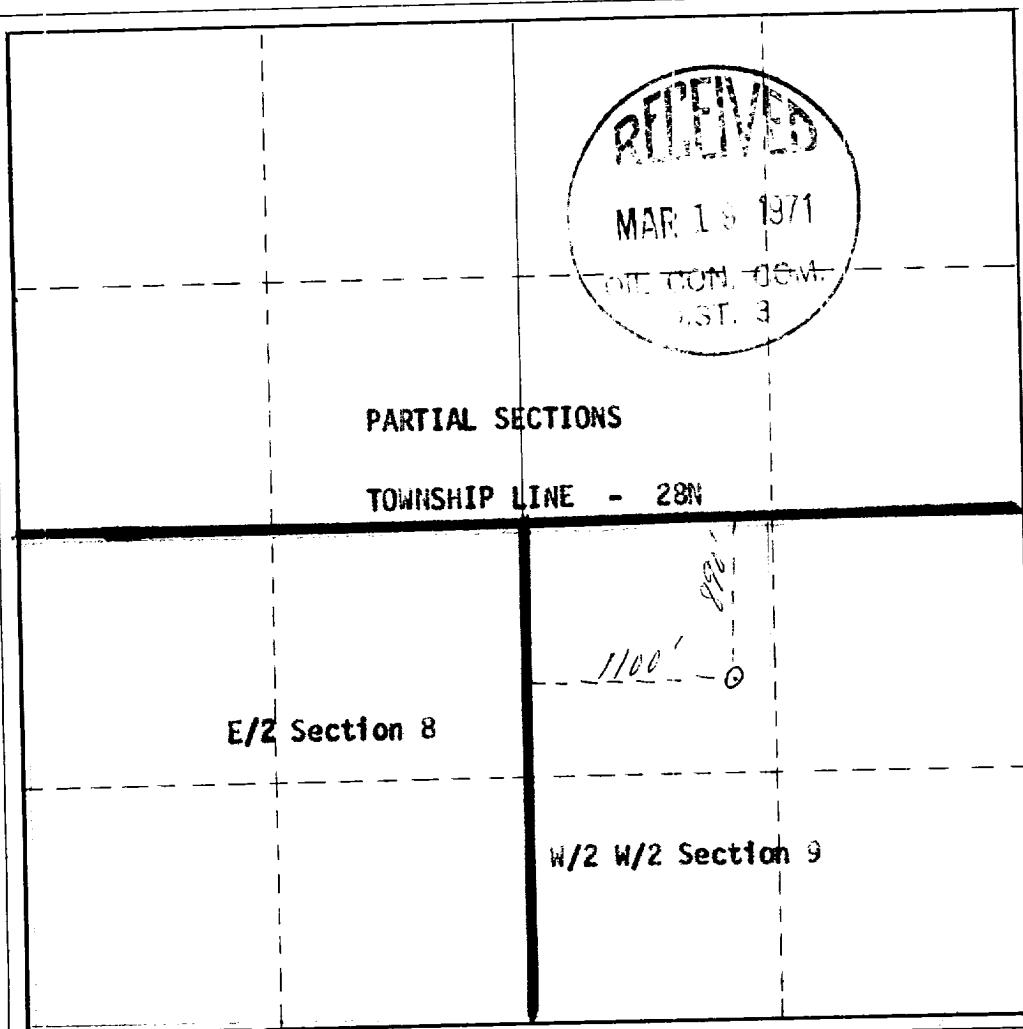 RECEIVED
MAR 1 1971
OIL CON. COM.
DIST. 3
PARTIAL SECTIONS
TOWNSHIP LINE - 28N
890'
1100'
E/2 Section 8
W/2 W/2 Section 9